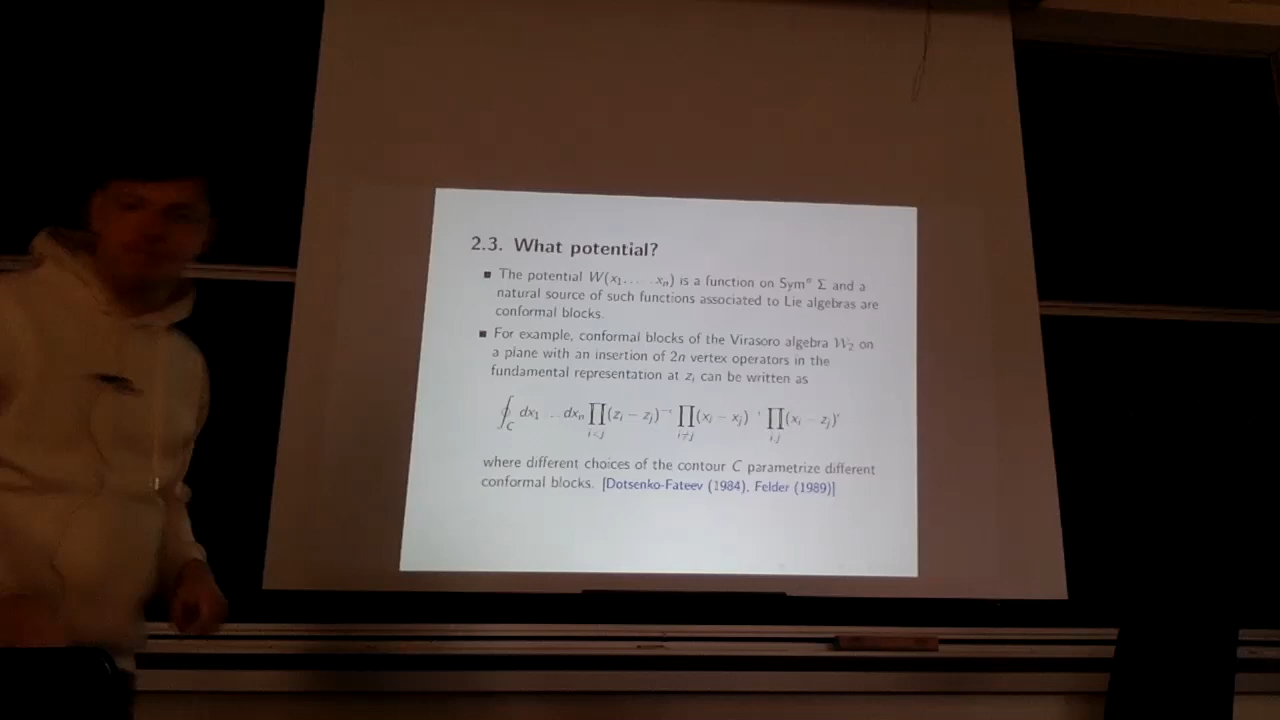 2.3. What potential?
The potential W(x₁, ..., xₙ) is a function on Symⁿ Σ and a
natural source of such functions associated to Lie algebras are
conformal blocks.
For example, conformal blocks of the Virasoro algebra W₂ on
a plane with an insertion of 2n vertex operators in the
fundamental representation at zᵢ can be written as
∮_C dx₁ ... dxₙ ∏_{i<j} (zᵢ − zⱼ) ∏_{i≠j} (xᵢ − xⱼ) ∏_{i,j} (xᵢ − zⱼ)
where different choices of the contour C parametrize different
conformal blocks. [Dotsenko-Fateev (1984), Felder (1989)]